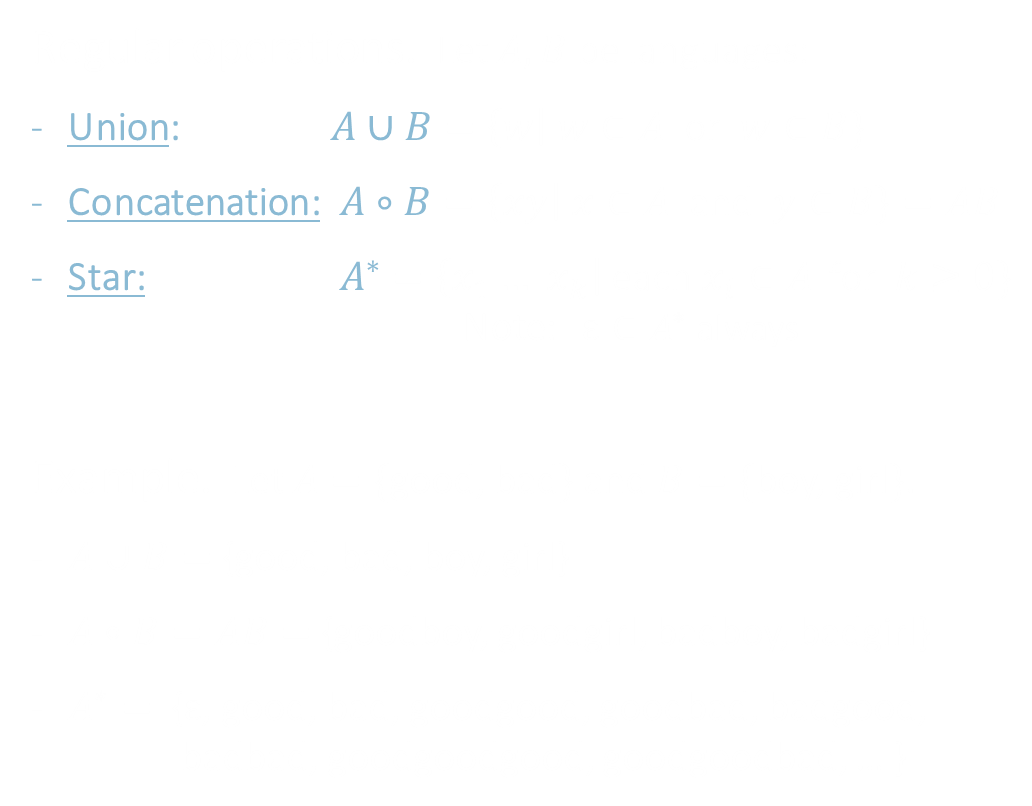 - Union: A ∪ B
- Concatenation: A ∘ B
- Star: A*